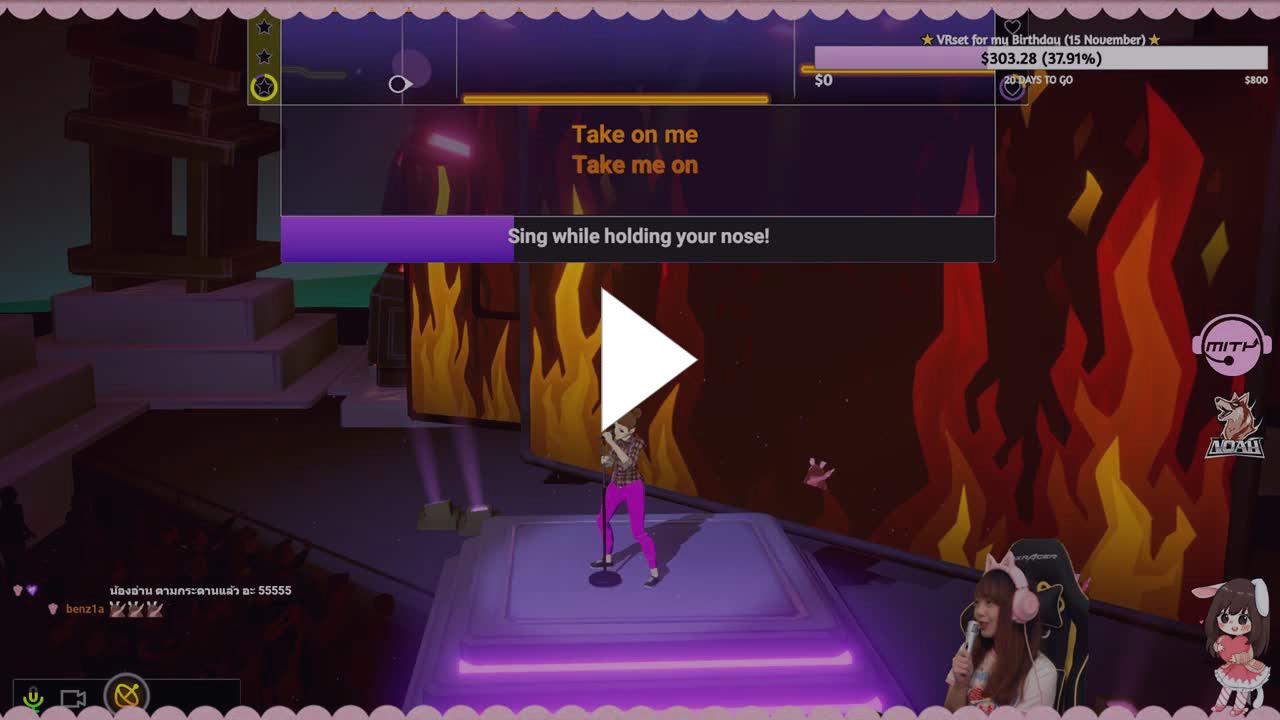 ⭐ VRset for my Birthday (15 November) ⭐
$303.28 (37.91%)
$0
20 DAYS TO GO
$800
Take on me
Take me on
Sing while holding your nose!
MITH
NOAH
น้องอ่าน ตามกระดานแล้ว อะ 55555
benz1a